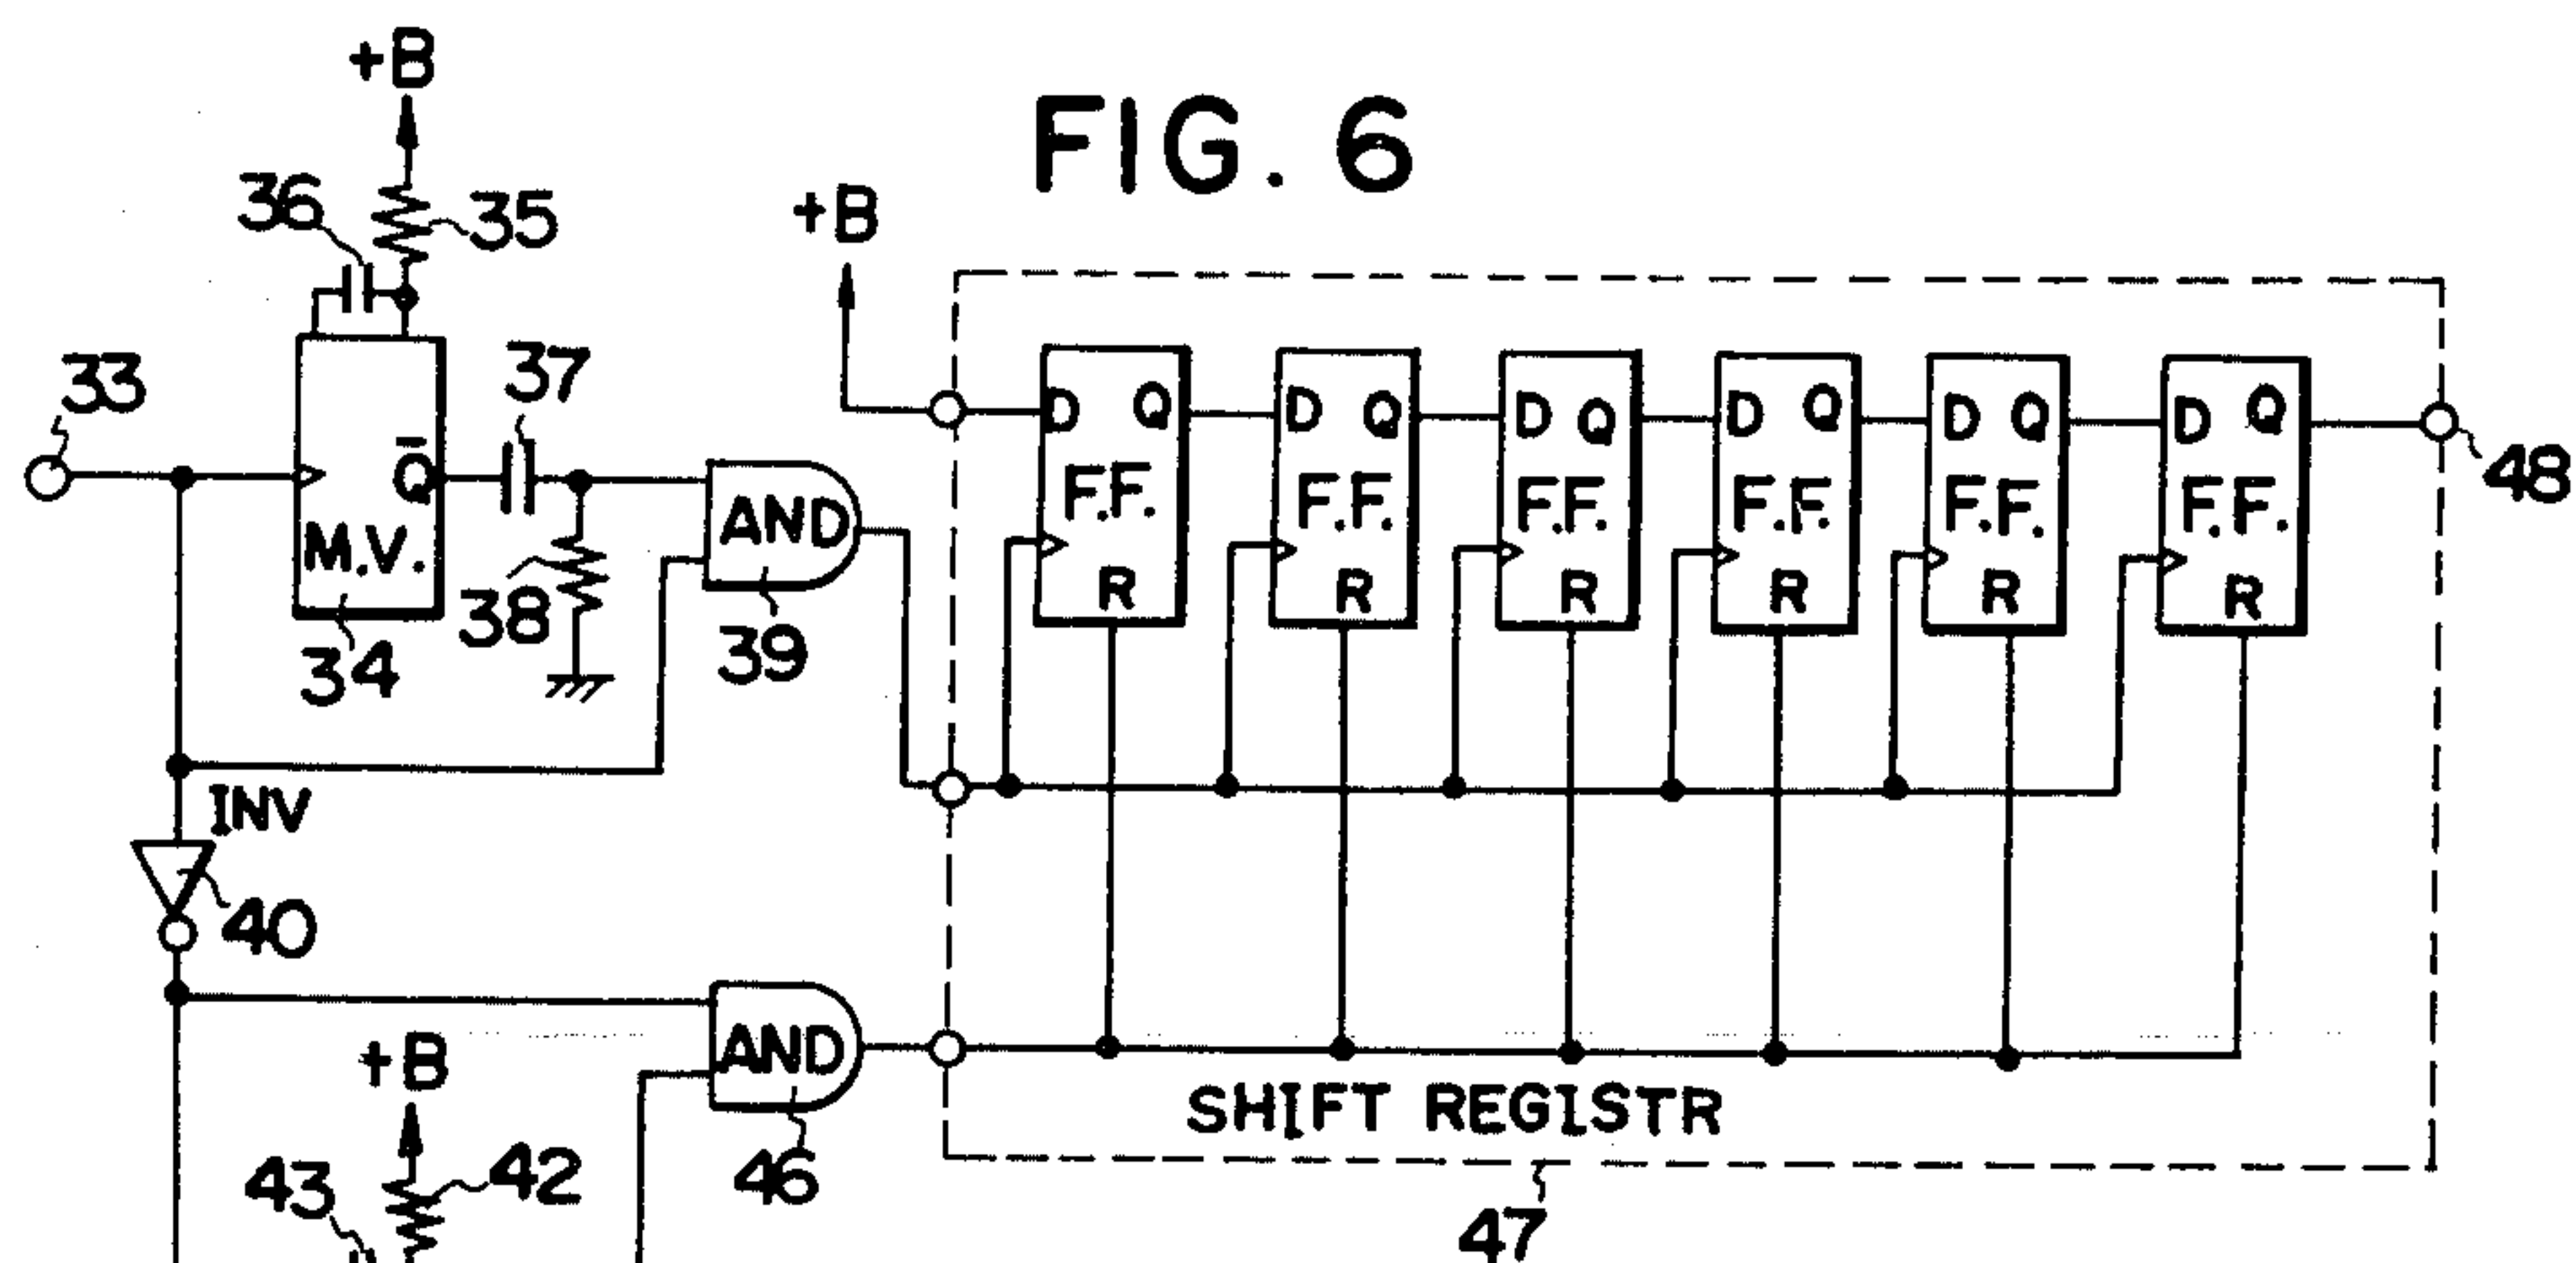 FIG. 6
+B
36
35
+B
33
37
Q̄
M.V.
34
38
AND
39
D Q
F.F.
R
D Q
F.F.
R
D Q
F.F.
R
D Q
F.F.
R
D Q
F.F.
R
D Q
F.F.
R
48
INV
40
AND
46
+B
43
42
SHIFT REGISTR
47